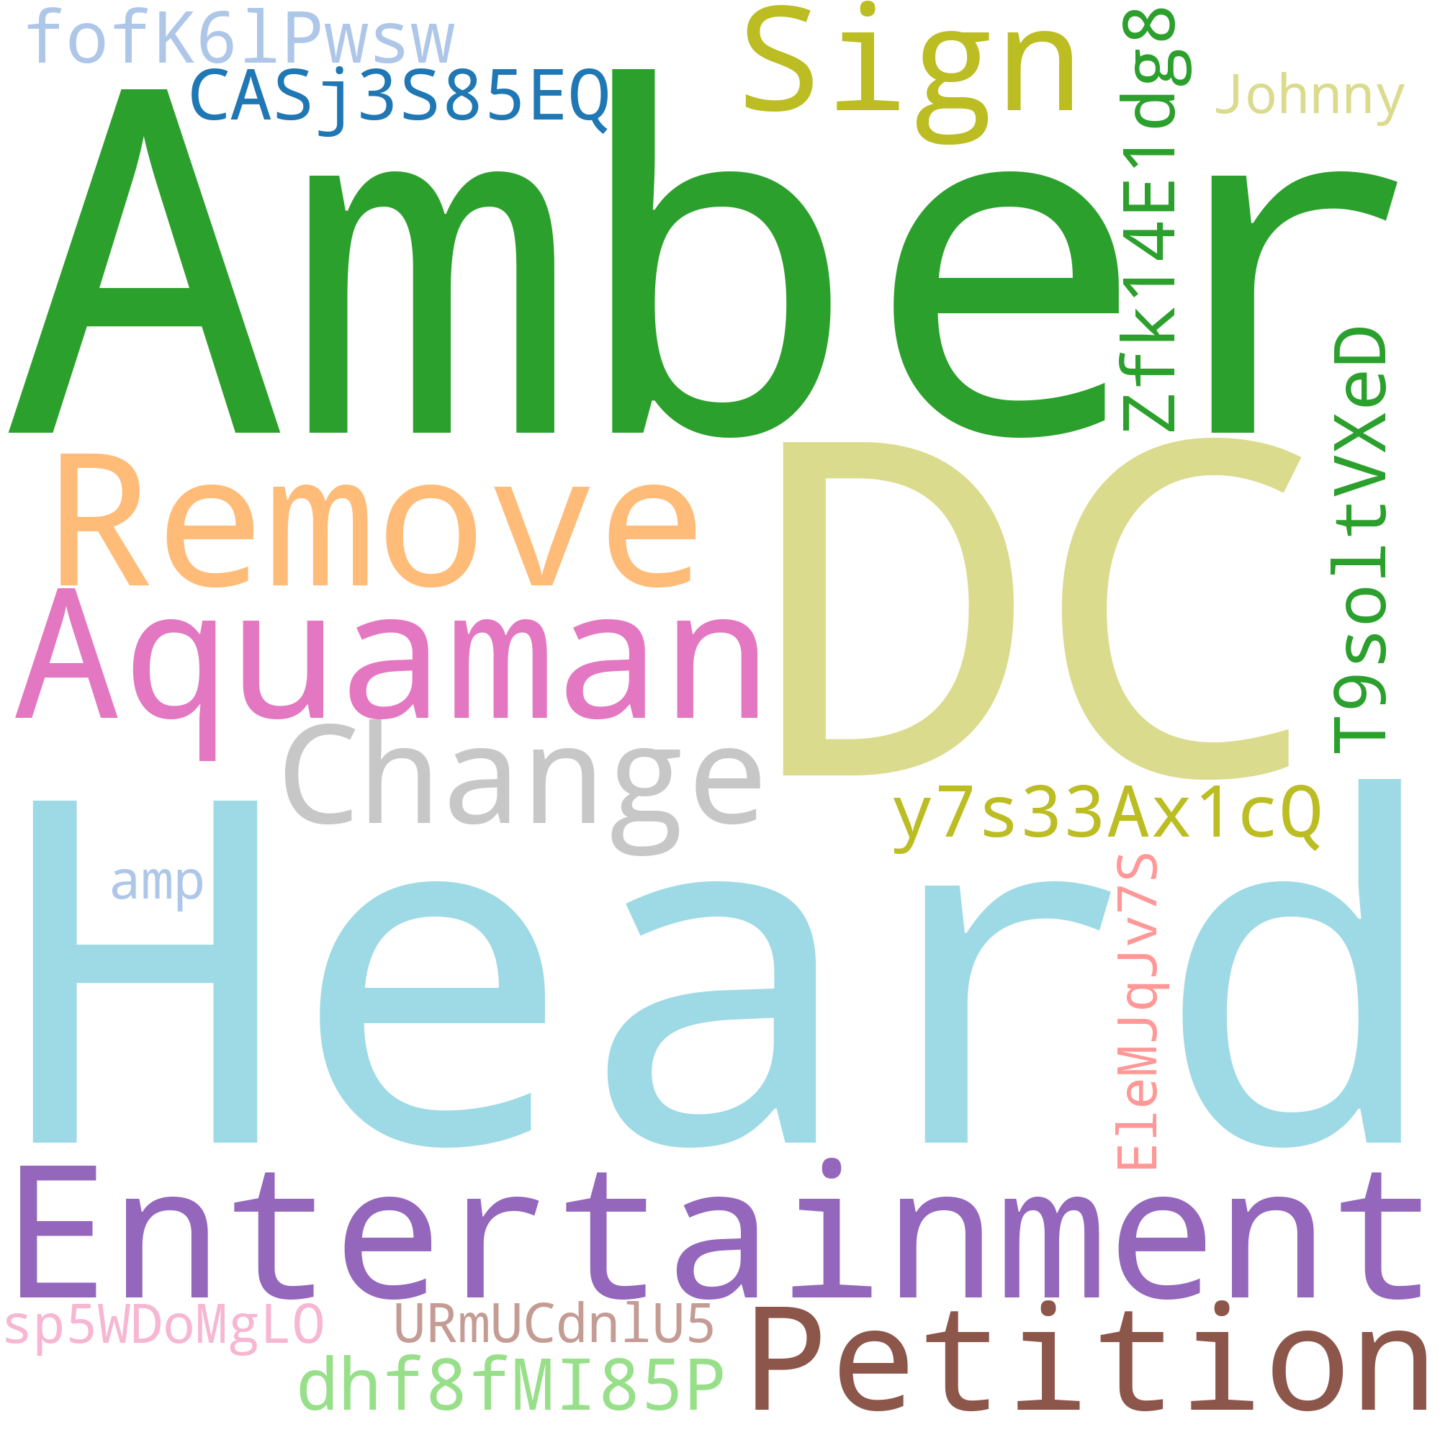 fofK6lPwsw
Sign
Zfk14E1dg8
Johnny
CASj3S85EQ
Amber
T9soltVXeD
Remove
DC
Aquaman
Change
y7s33Ax1cQ
Heard
amp
EleMJqJv7S
Entertainment
sp5WDoMgLO
URmUCdnlU5
Petition
dhf8fMI85P